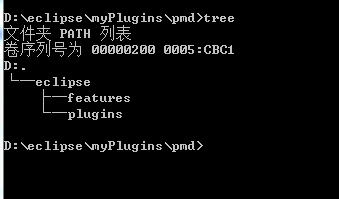 D:\eclipse\myPlugins\pmd>tree
文件夹 PATH 列表
卷序列号为 00000200 0005:CBC1
D:.
└─eclipse
    ├─features
    └─plugins
D:\eclipse\myPlugins\pmd>